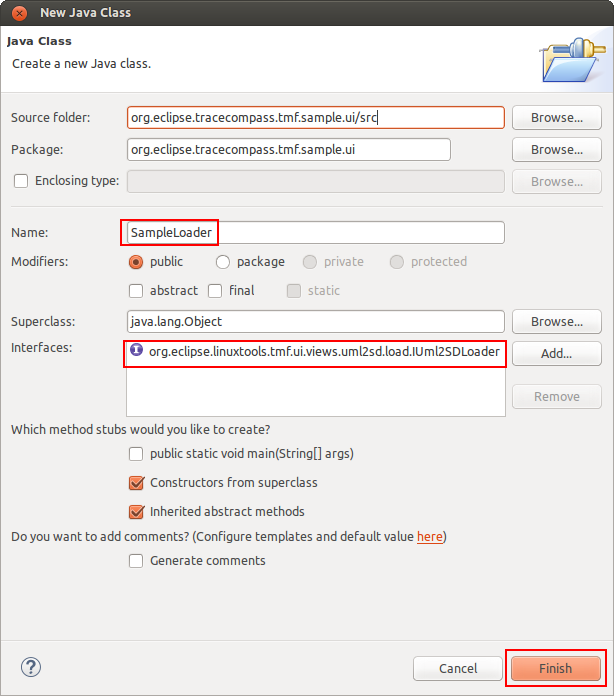 New Java Class
Java Class
Create a new Java class.
Source folder: org.eclipse.tracecompass.tmf.sample.ui/src Browse...
Package: org.eclipse.tracecompass.tmf.sample.ui Browse...
Enclosing type: Browse...
Name: SampleLoader
Modifiers: public package private protected
abstract final static
Superclass: java.lang.Object Browse...
Interfaces: I org.eclipse.linuxtools.tmf.ui.views.uml2sd.load.IUml2SDLoader Add...
Remove
Which method stubs would you like to create?
public static void main(String[] args)
Constructors from superclass
Inherited abstract methods
Do you want to add comments? (Configure templates and default value here)
Generate comments
? Cancel Finish